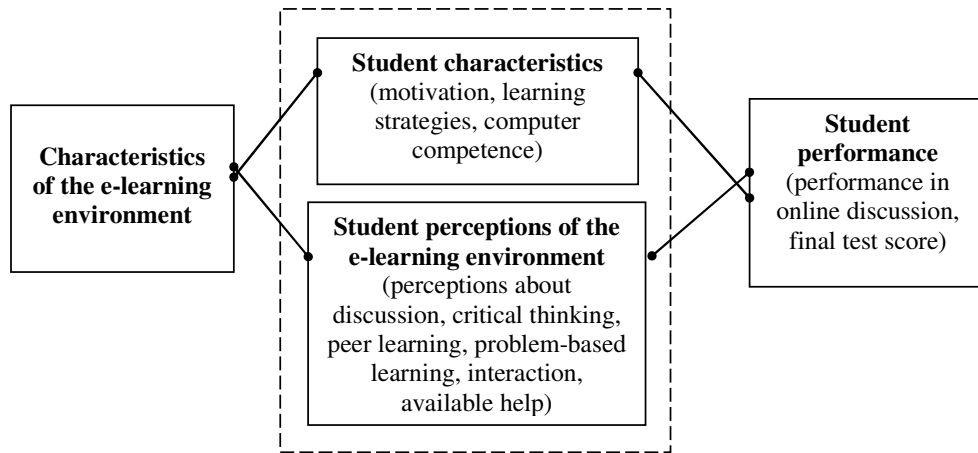 Characteristics
of the e-learning
environment
Student characteristics
(motivation, learning
strategies, computer
competence)
Student perceptions of the
e-learning environment
(perceptions about
discussion, critical thinking,
peer learning, problem-based
learning, interaction,
available help)
Student
performance
(performance in
online discussion,
final test score)